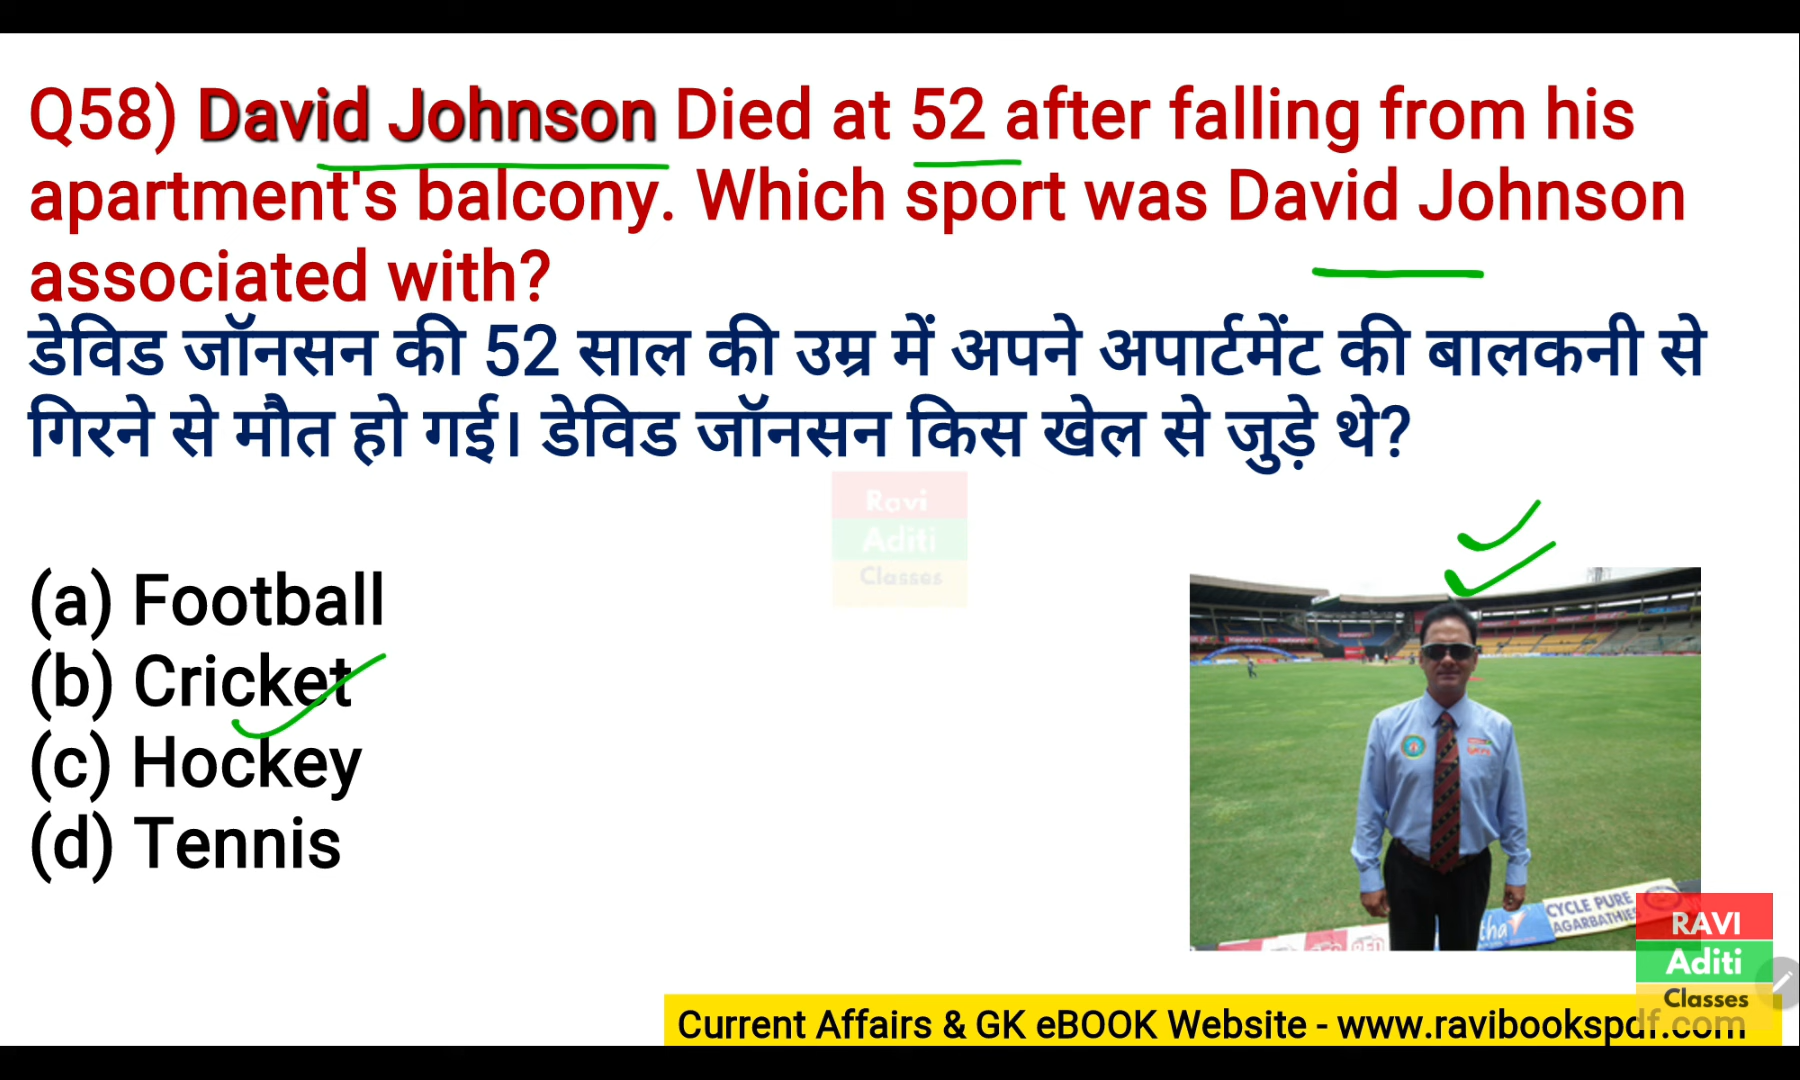 Q58) David Johnson Died at 52 after falling from his
apartment's balcony. Which sport was David Johnson
associated with?
डेविड जॉनसन की 52 साल की उम्र में अपने अपार्टमेंट की बालकनी से
गिरने से मौत हो गई। डेविड जॉनसन किस खेल से जुड़े थे?
Ravi
Aditi
Classes
(a) Football
(b) Cricket
(c) Hockey
(d) Tennis
CYCLE PURE
AGARBATHIES
RAVI
Aditi
Classes
Current Affairs & GK eBOOK Website - www.ravibookspdf.com